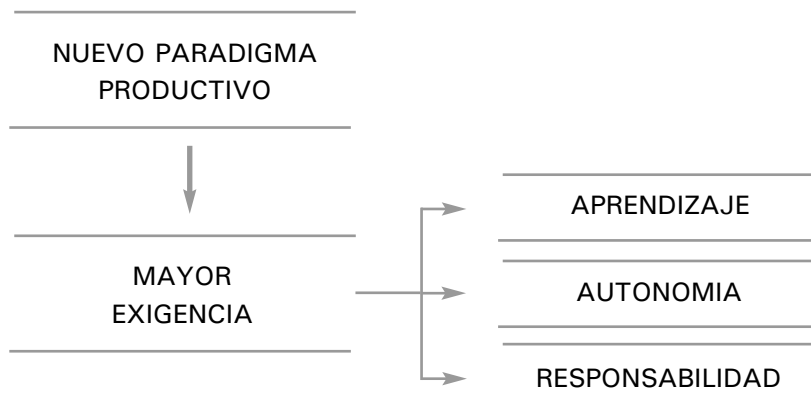 NUEVO PARADIGMA
PRODUCTIVO
MAYOR
EXIGENCIA
APRENDIZAJE
AUTONOMIA
RESPONSABILIDAD